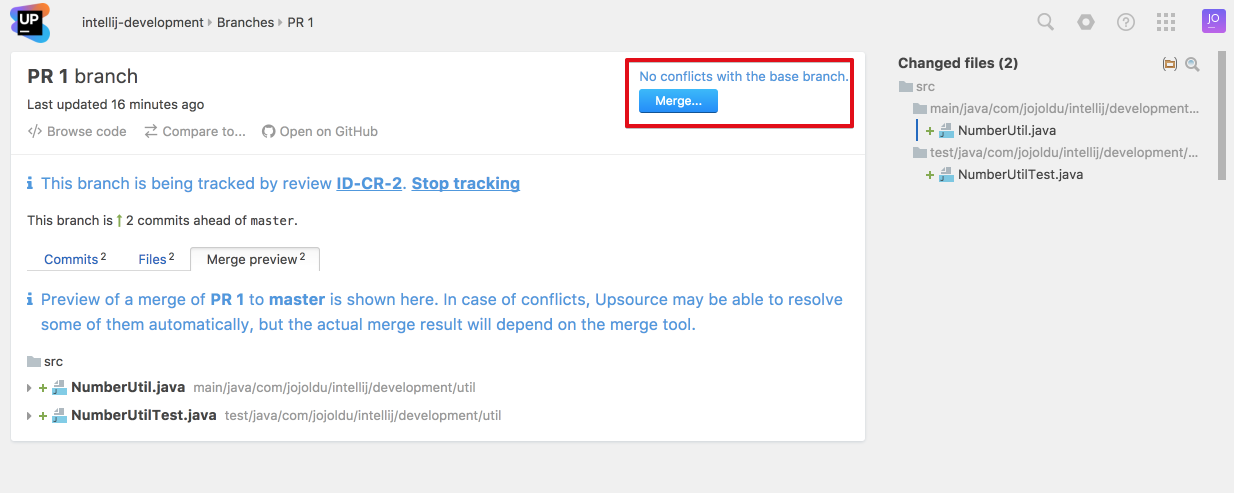 UP
intellij-development Branches PR 1
JO
PR 1 branch
Last updated 16 minutes ago
Browse code Compare to... Open on GitHub
No conflicts with the base branch.
Merge...
This branch is being tracked by review ID-CR-2. Stop tracking
This branch is 2 commits ahead of master.
Commits 2 Files 2 Merge preview 2
Preview of a merge of PR 1 to master is shown here. In case of conflicts, Upsource may be able to resolve
some of them automatically, but the actual merge result will depend on the merge tool.
src
NumberUtil.java main/java/com/jojoldu/intellij/development/util
NumberUtilTest.java test/java/com/jojoldu/intellij/development/util
Changed files (2)
src
main/java/com/jojoldu/intellij/development...
NumberUtil.java
test/java/com/jojoldu/intellij/development/...
NumberUtilTest.java